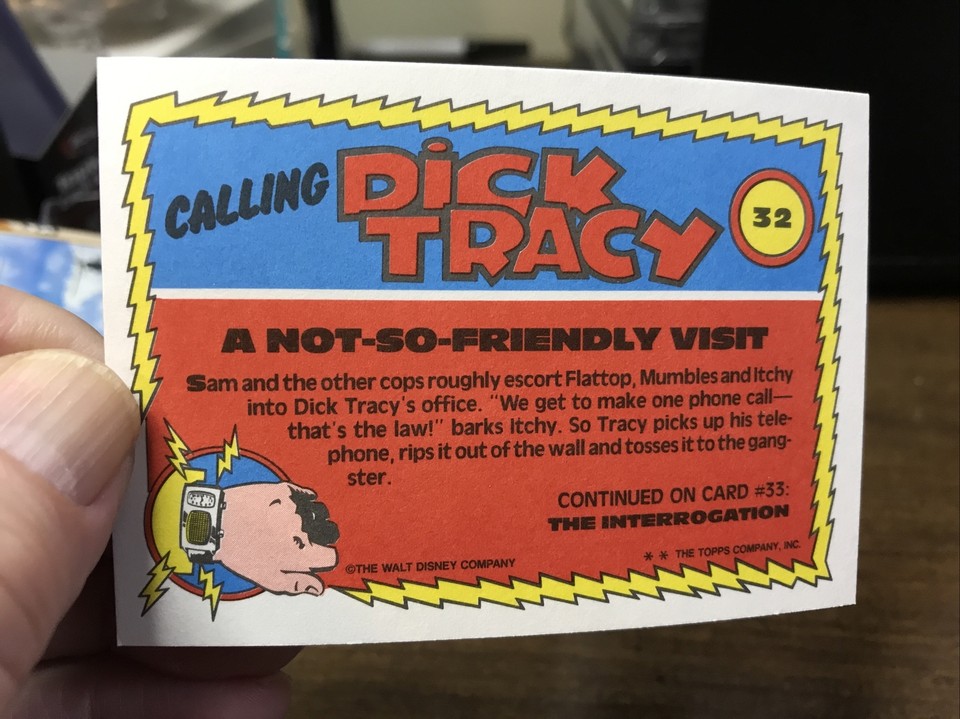 CALLING
DICK
TRACY
32
A NOT-SO-FRIENDLY VISIT
Sam and the other cops roughly escort Flattop, Mumbles and Itchy
into Dick Tracy's office. "We get to make one phone call—
that's the law!" barks Itchy. So Tracy picks up his tele-
phone, rips it out of the wall and tosses it to the gang-
ster.
CONTINUED ON CARD #33:
THE INTERROGATION
©THE WALT DISNEY COMPANY
* * THE TOPPS COMPANY, INC.